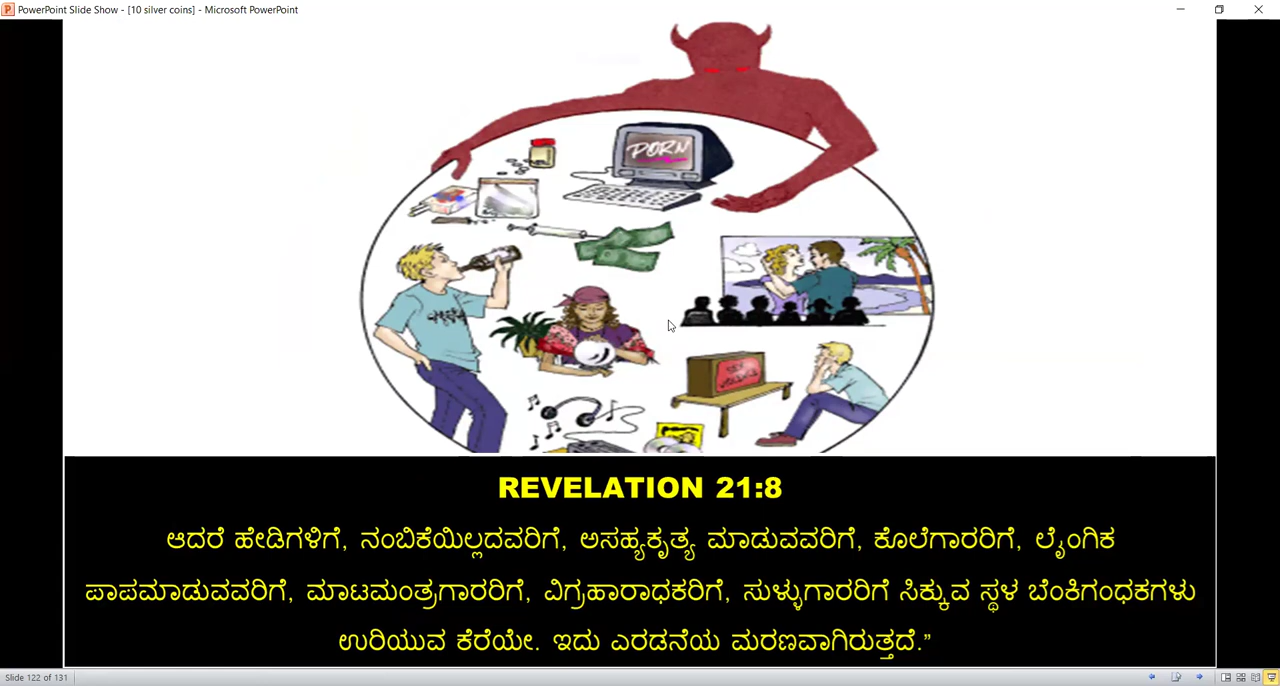 PowerPoint Slide Show - [10 silver coins] - Microsoft PowerPoint
PORN
REVELATION 21:8
ಆದರೆ ಹೇಡಿಗಳಿಗೆ, ನಂಬಿಕೆಯಿಲ್ಲದವರಿಗೆ, ಅಸಹ್ಯಕೃತ್ಯ ಮಾಡುವವರಿಗೆ, ಕೊಲೆಗಾರರಿಗೆ, ಲೈಂಗಿಕ
ಪಾಪಮಾಡುವವರಿಗೆ, ಮಾಟಮಂತ್ರಗಾರರಿಗೆ, ವಿಗ್ರಹಾರಾಧಕರಿಗೆ, ಸುಳ್ಳುಗಾರರಿಗೆ ಸಿಕ್ಕುವ ಸ್ಥಳ ಬೆಂಕಿಗಂಧಕಗಳು
ಉರಿಯುವ ಕೆರೆಯೇ. ಇದು ಎರಡನೆಯ ಮರಣವಾಗಿರುತ್ತದೆ.”
Slide 122 of 131